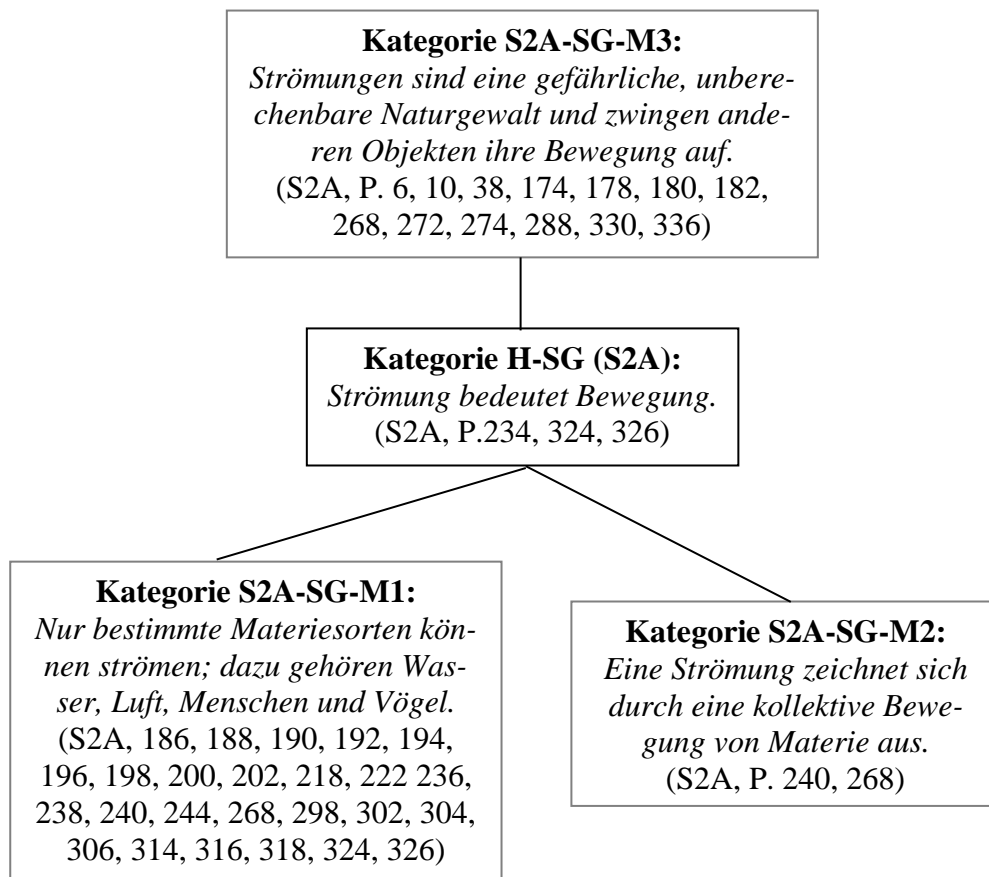 Kategorie S2A-SG-M3:
Strömungen sind eine gefährliche, unbere-
chenbare Naturgewalt und zwingen ande-
ren Objekten ihre Bewegung auf.
(S2A, P. 6, 10, 38, 174, 178, 180, 182,
268, 272, 274, 288, 330, 336)
Kategorie H-SG (S2A):
Strömung bedeutet Bewegung.
(S2A, P.234, 324, 326)
Kategorie S2A-SG-M1:
Nur bestimmte Materiesorten kön-
nen strömen; dazu gehören Was-
ser, Luft, Menschen und Vögel.
(S2A, 186, 188, 190, 192, 194,
196, 198, 200, 202, 218, 222 236,
238, 240, 244, 268, 298, 302, 304,
306, 314, 316, 318, 324, 326)
Kategorie S2A-SG-M2:
Eine Strömung zeichnet sich
durch eine kollektive Bewe-
gung von Materie aus.
(S2A, P. 240, 268)